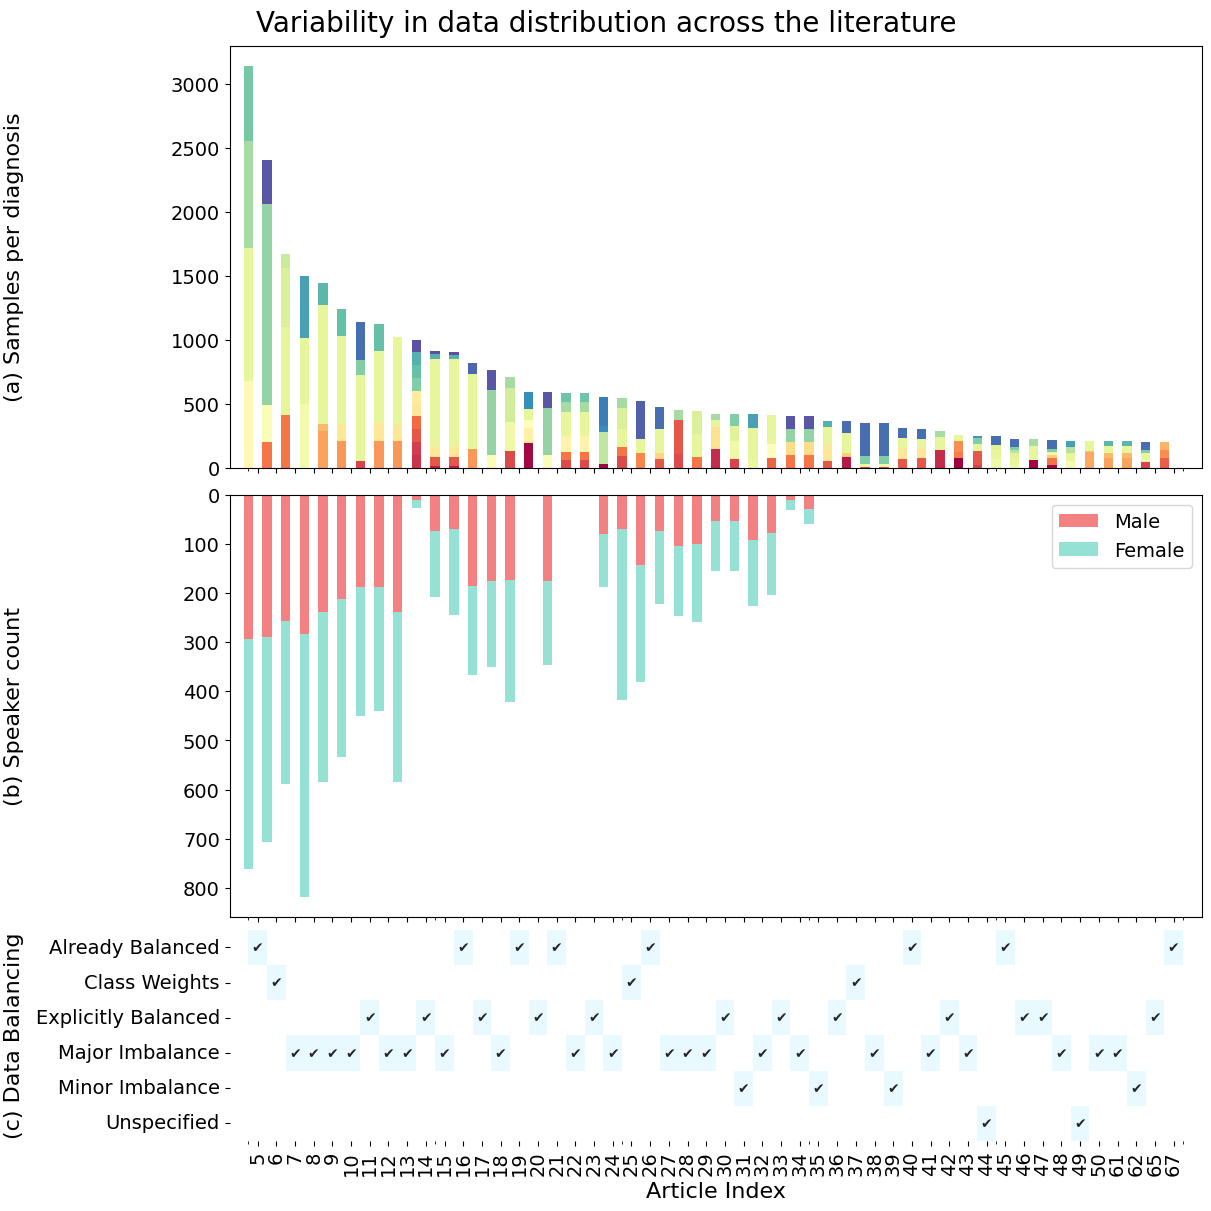 Variability in data distribution across the literature
(a) Samples per diagnosis
3000
2500
2000
1500
1000
500
0
(b) Speaker count
0
100
200
300
400
500
600
700
800
Male
Female
(c) Data Balancing
Already Balanced
Class Weights
Explicitly Balanced
Major Imbalance
Minor Imbalance
Unspecified
5 6 7 8 9 10 11 12 13 14 15 16 17 18 19 20 21 22 23 24 25 26 27 28 29 30 31 32 33 34 35 36 37 38 39 40 41 42 43 44 45 46 47 48 49 50 61 62 65 67
Article Index